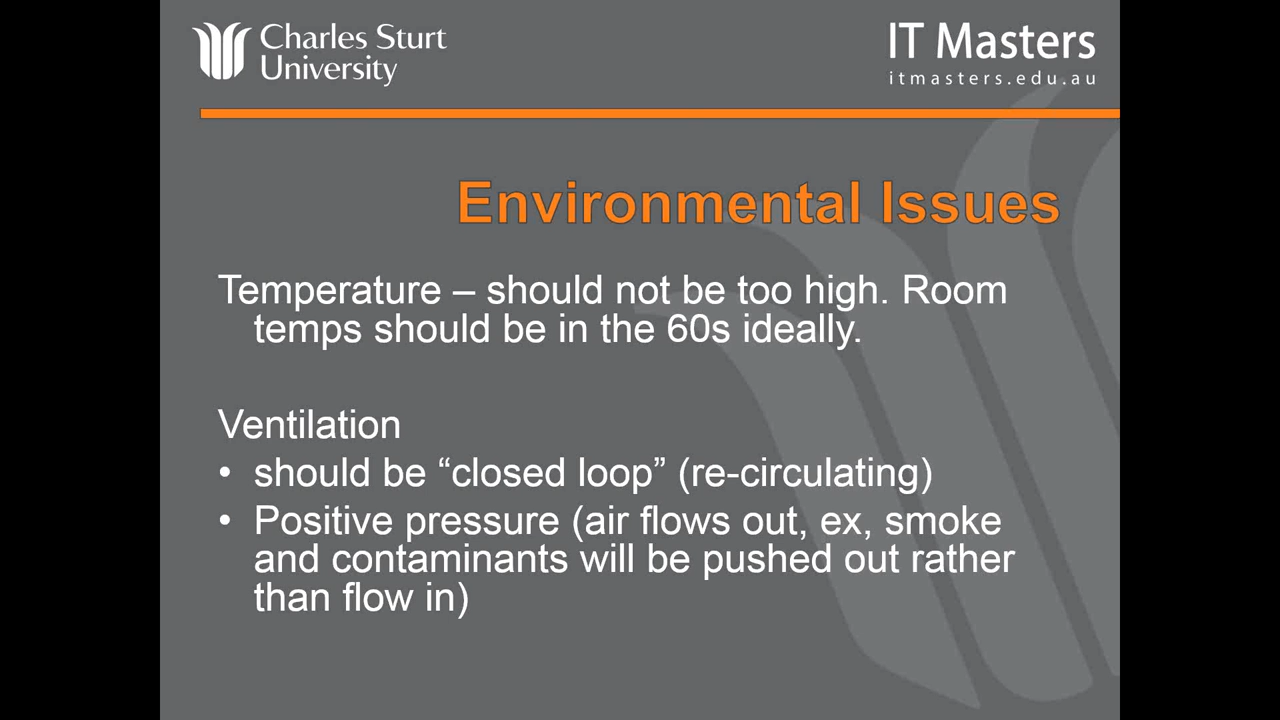 Charles Sturt
University
IT Masters
itmasters.edu.au
Environmental Issues
Temperature – should not be too high. Room
temps should be in the 60s ideally.
Ventilation
• should be “closed loop” (re-circulating)
• Positive pressure (air flows out, ex, smoke
and contaminants will be pushed out rather
than flow in)